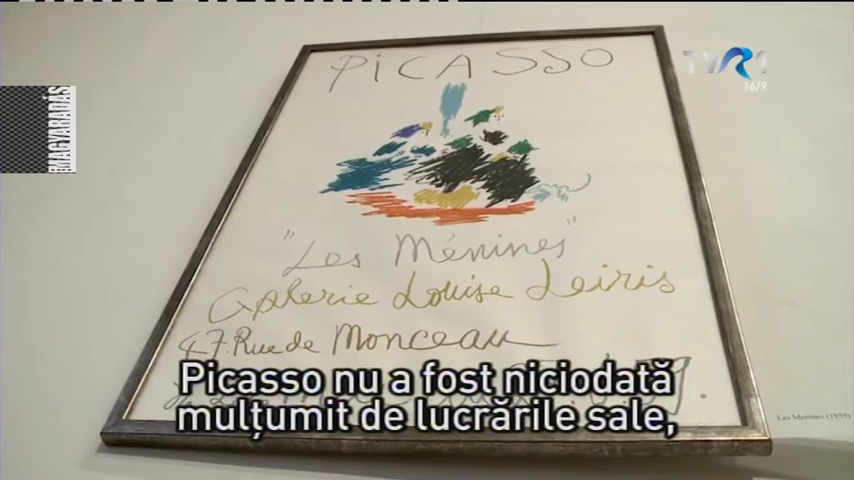 PICASSO
TVR1
16/9
MAGYARADÁS
"Les Ménines"
Galerie Louise Leiris
47. Rue de Monceau
Les Menines (1959)
Picasso nu a fost niciodată
mulțumit de lucrările sale,